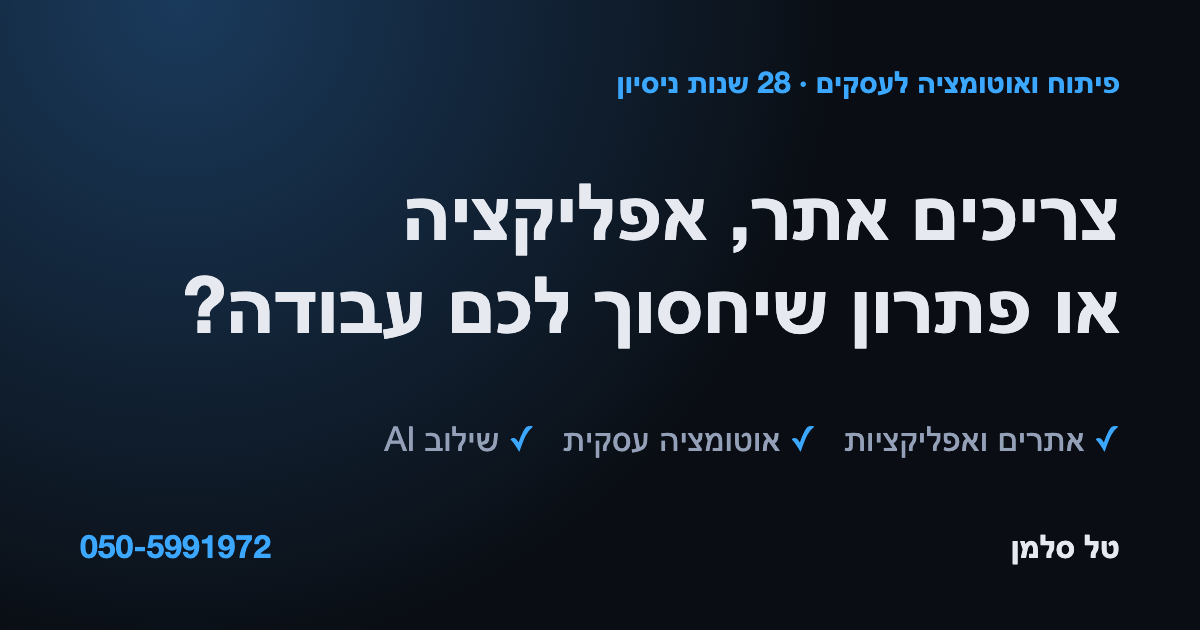 פיתוח ואוטומציה לעסקים · 28 שנות ניסיון
צריכים אתר, אפליקציה
או פתרון שיחסוך לכם עבודה?
✓ אתרים ואפליקציות ✓ אוטומציה עסקית ✓ שילוב AI
טל סלמן
050-5991972